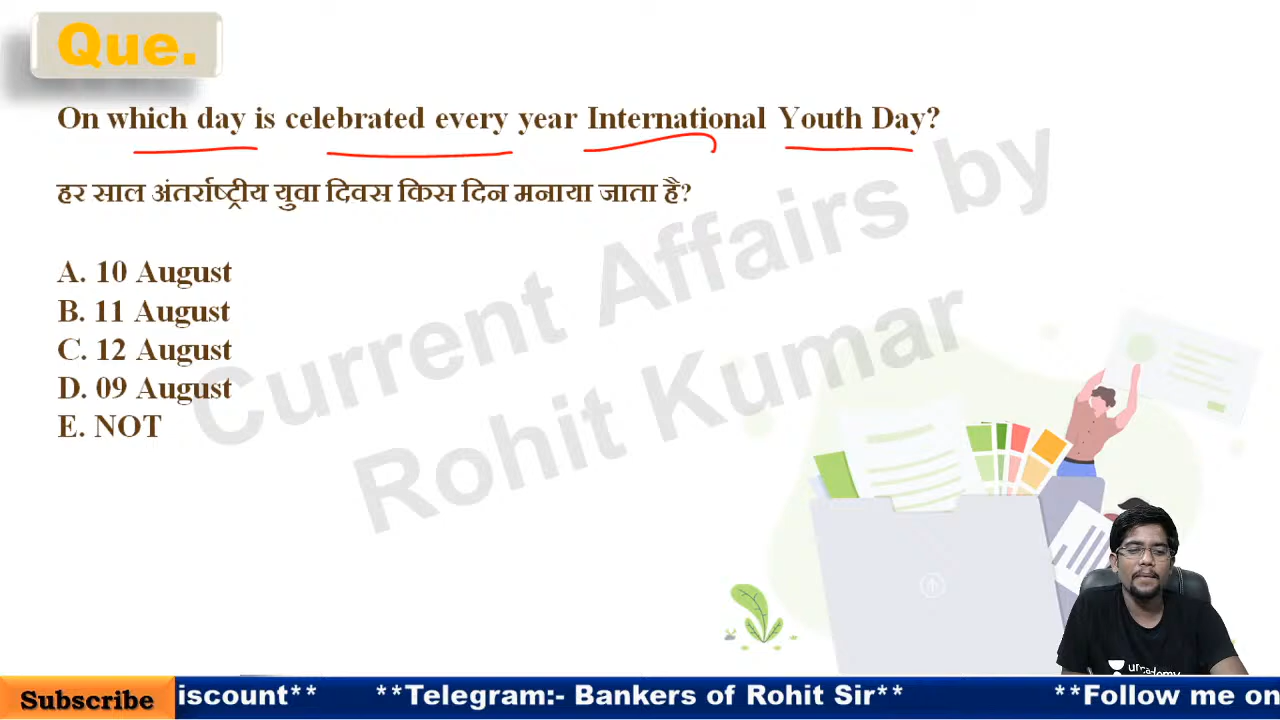 Que.
On which day is celebrated every year International Youth Day?
हर साल अंतर्राष्ट्रीय युवा दिवस किस दिन मनाया जाता है?
A. 10 August
B. 11 August
C. 12 August
D. 09 August
E. NOT
Current Affairs by
Rohit Kumar
Subscribe
iscount** **Telegram:- Bankers of Rohit Sir** **Follow me on